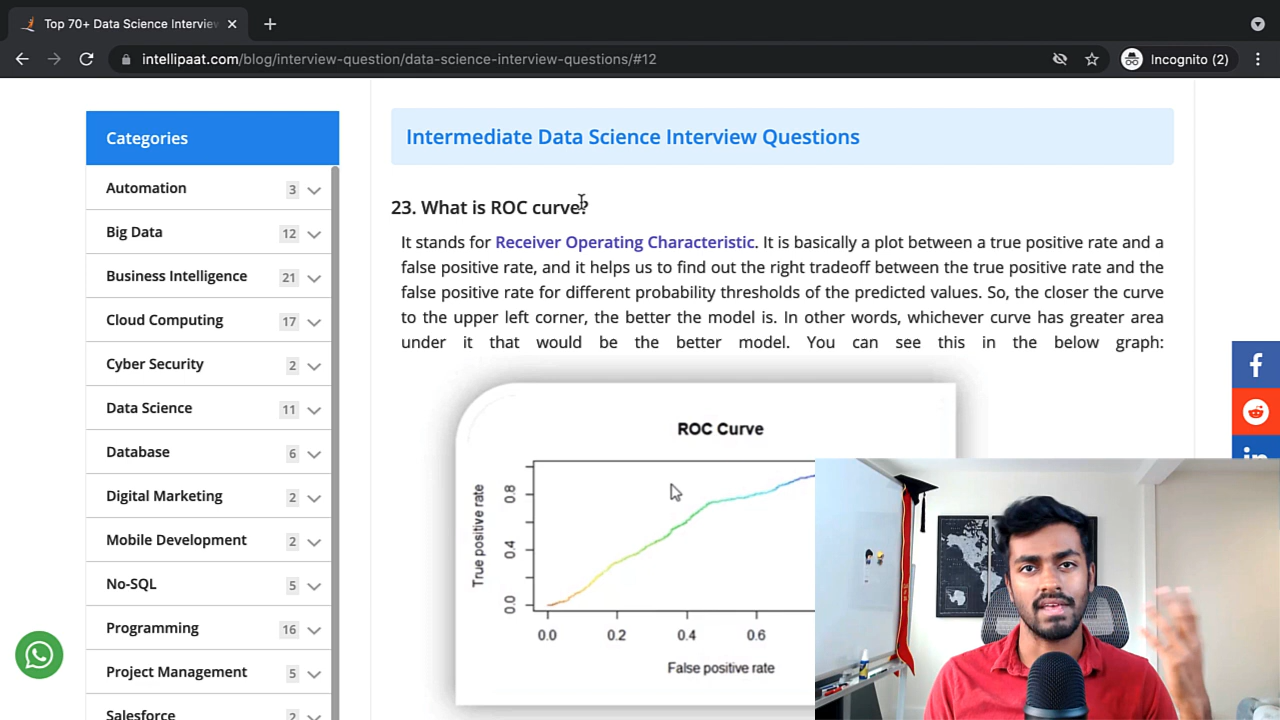 Top 70+ Data Science Interview
intellipaat.com/blog/interview-question/data-science-interview-questions/#12
Incognito (2)
Categories
Automation 3
Big Data 12
Business Intelligence 21
Cloud Computing 17
Cyber Security 2
Data Science 11
Database 6
Digital Marketing 2
Mobile Development 2
No-SQL 5
Programming 16
Project Management 5
Salesforce 2
Intermediate Data Science Interview Questions
23. What is ROC curve?
It stands for Receiver Operating Characteristic. It is basically a plot between a true positive rate and a
false positive rate, and it helps us to find out the right tradeoff between the true positive rate and the
false positive rate for different probability thresholds of the predicted values. So, the closer the curve
to the upper left corner, the better the model is. In other words, whichever curve has greater area
under it that would be the better model. You can see this in the below graph:
ROC Curve
True positive rate
0.8
0.4
0.0
0.0 0.2 0.4 0.6
False positive rate
f
in